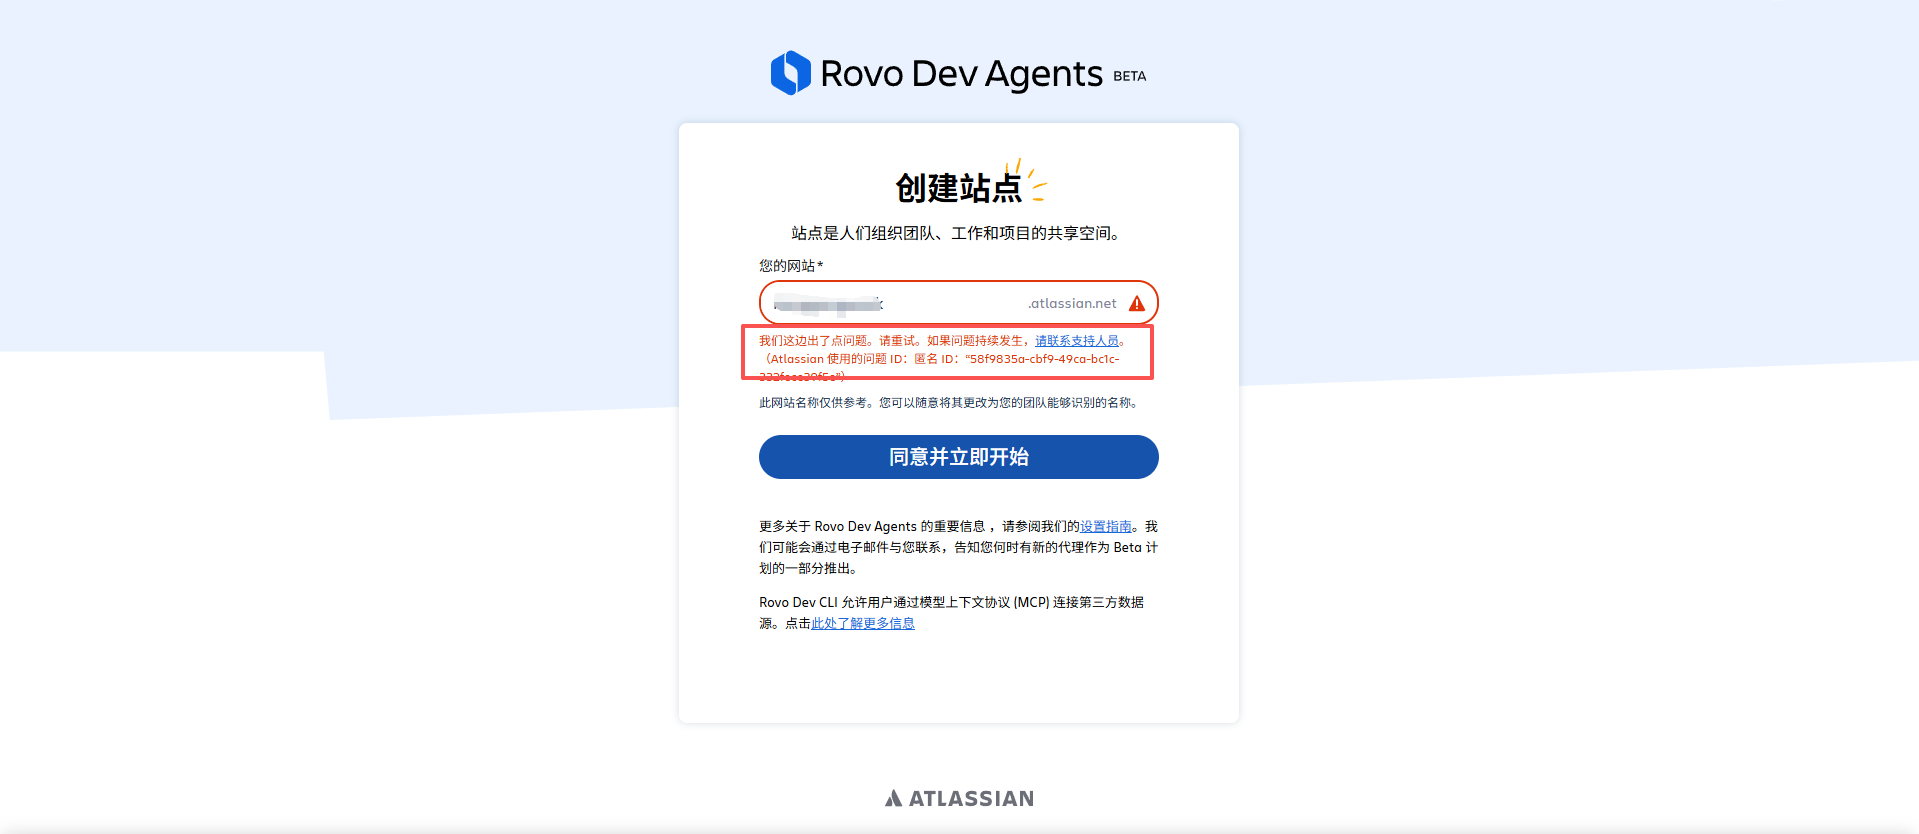 Rovo Dev Agents BETA
创建站点
站点是人们组织团队、工作和项目的共享空间。
您的网站*
.atlassian.net
我们这边出了点问题。请重试。如果问题持续发生，请联系支持人员。
（Atlassian 使用的问题 ID：匿名 ID："58f9835a-cbf9-49ca-bc1c-
此网站名称仅供参考。您可以随意将其更改为您的团队能够识别的名称。
同意并立即开始
更多关于 Rovo Dev Agents 的重要信息 ，请参阅我们的设置指南。我
们可能会通过电子邮件与您联系，告知您何时有新的代理作为 Beta 计
划的一部分推出。
Rovo Dev CLI 允许用户通过模型上下文协议 (MCP) 连接第三方数据
源。点击此处了解更多信息
ATLASSIAN